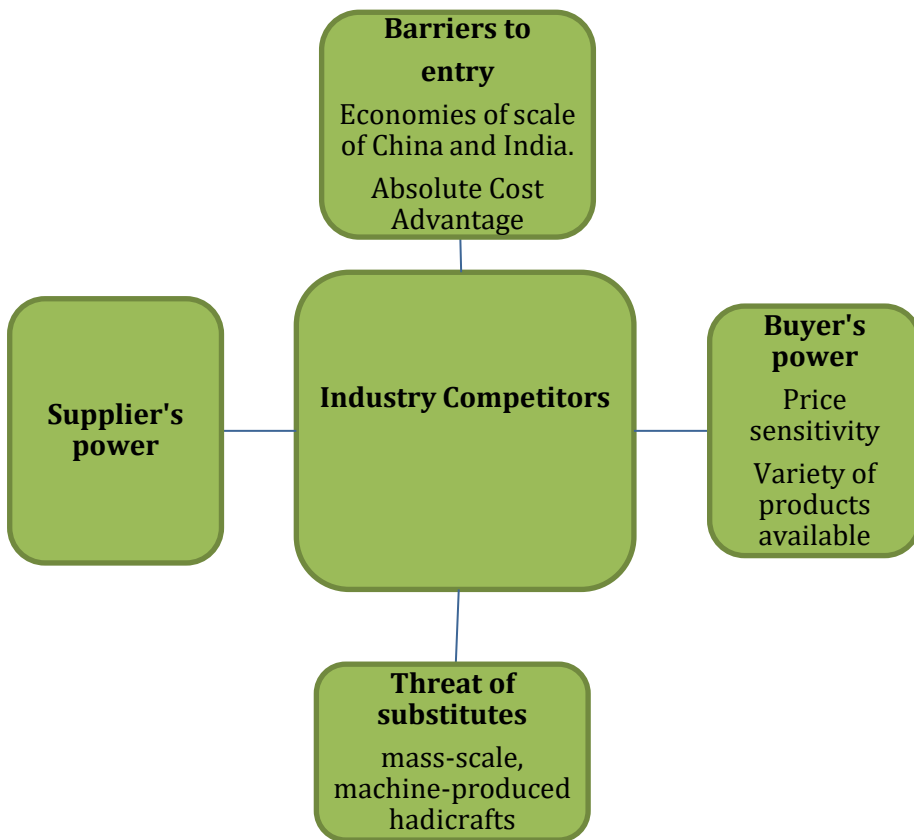 Barriers to
entry
Economies of scale
of China and India.
Absolute Cost
Advantage
Supplier's
power
Industry Competitors
Buyer's
power
Price
sensitivity
Variety of
products
available
Threat of
substitutes
mass-scale,
machine-produced
hadicrafts